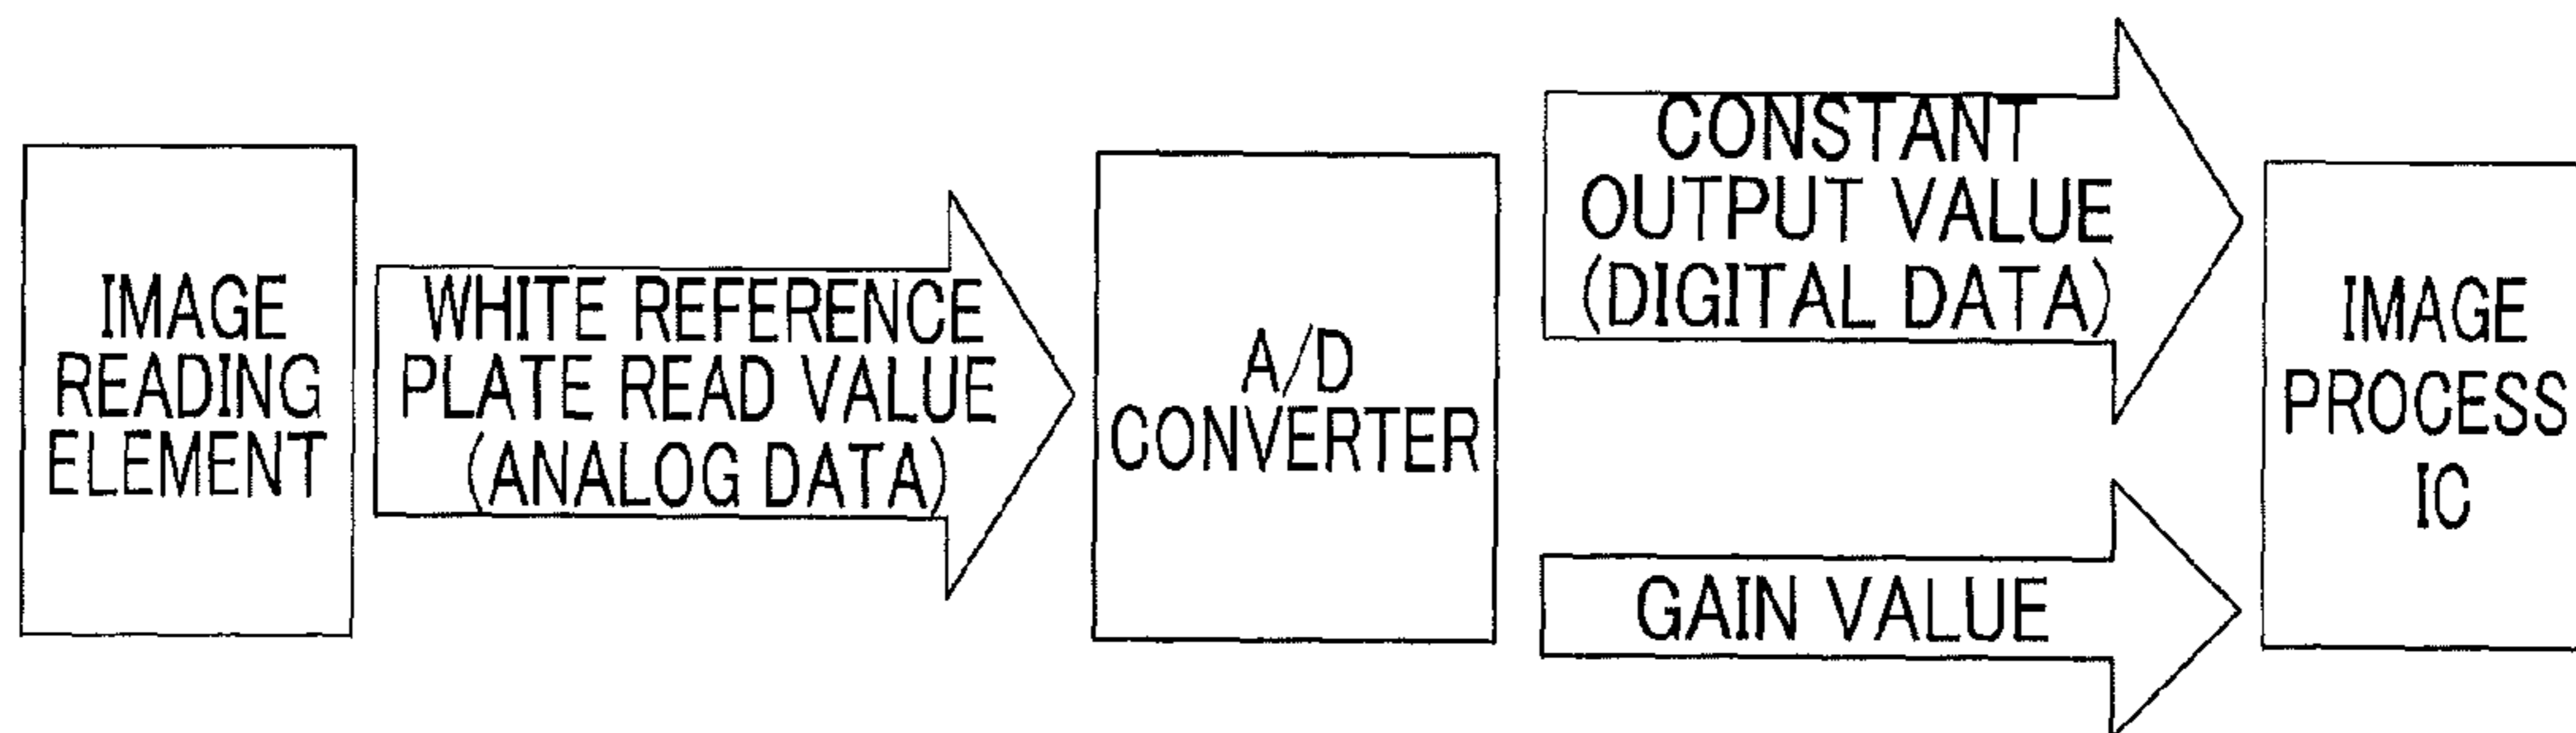 IMAGE
READING
ELEMENT
WHITE REFERENCE
PLATE READ VALUE
(ANALOG DATA)
A/D
CONVERTER
CONSTANT
OUTPUT VALUE
(DIGITAL DATA)
GAIN VALUE
IMAGE
PROCESS
IC